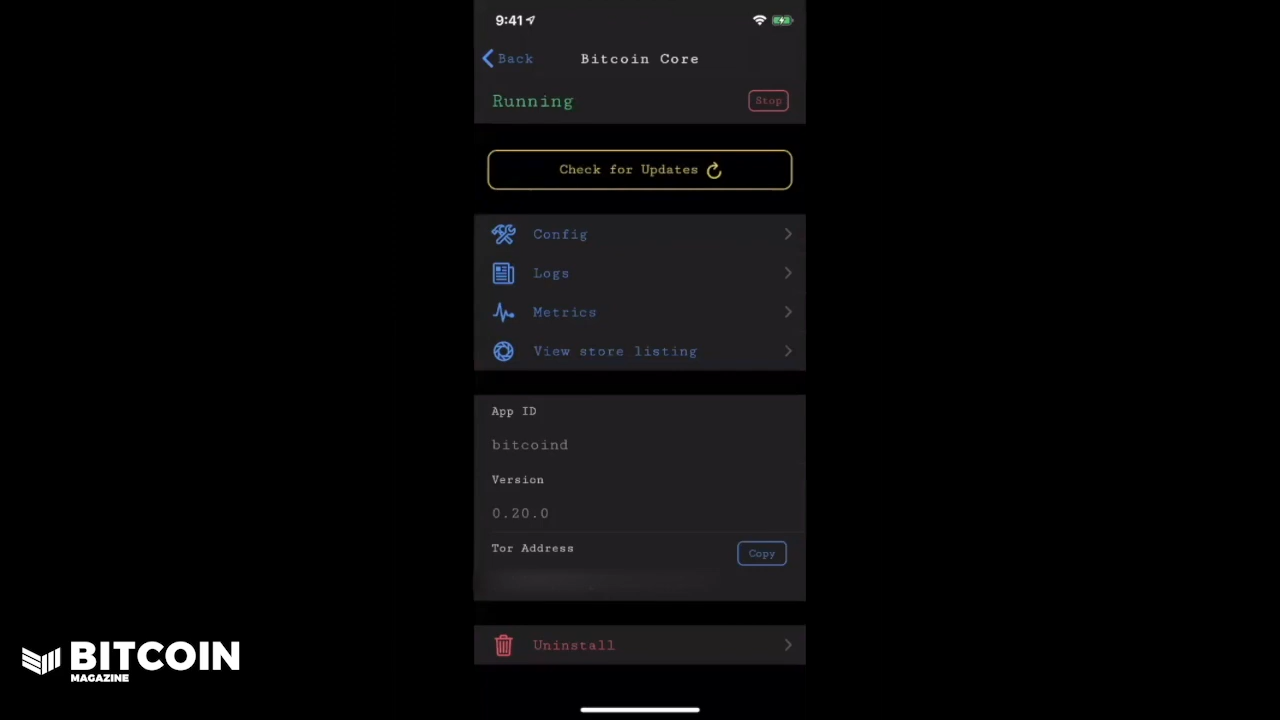 9:41
Back
Bitcoin Core
Running
Stop
Check for Updates
Config
Logs
Metrics
View store listing
App ID
bitcoind
Version
0.20.0
Tor Address
Copy
Uninstall
BITCOIN
MAGAZINE